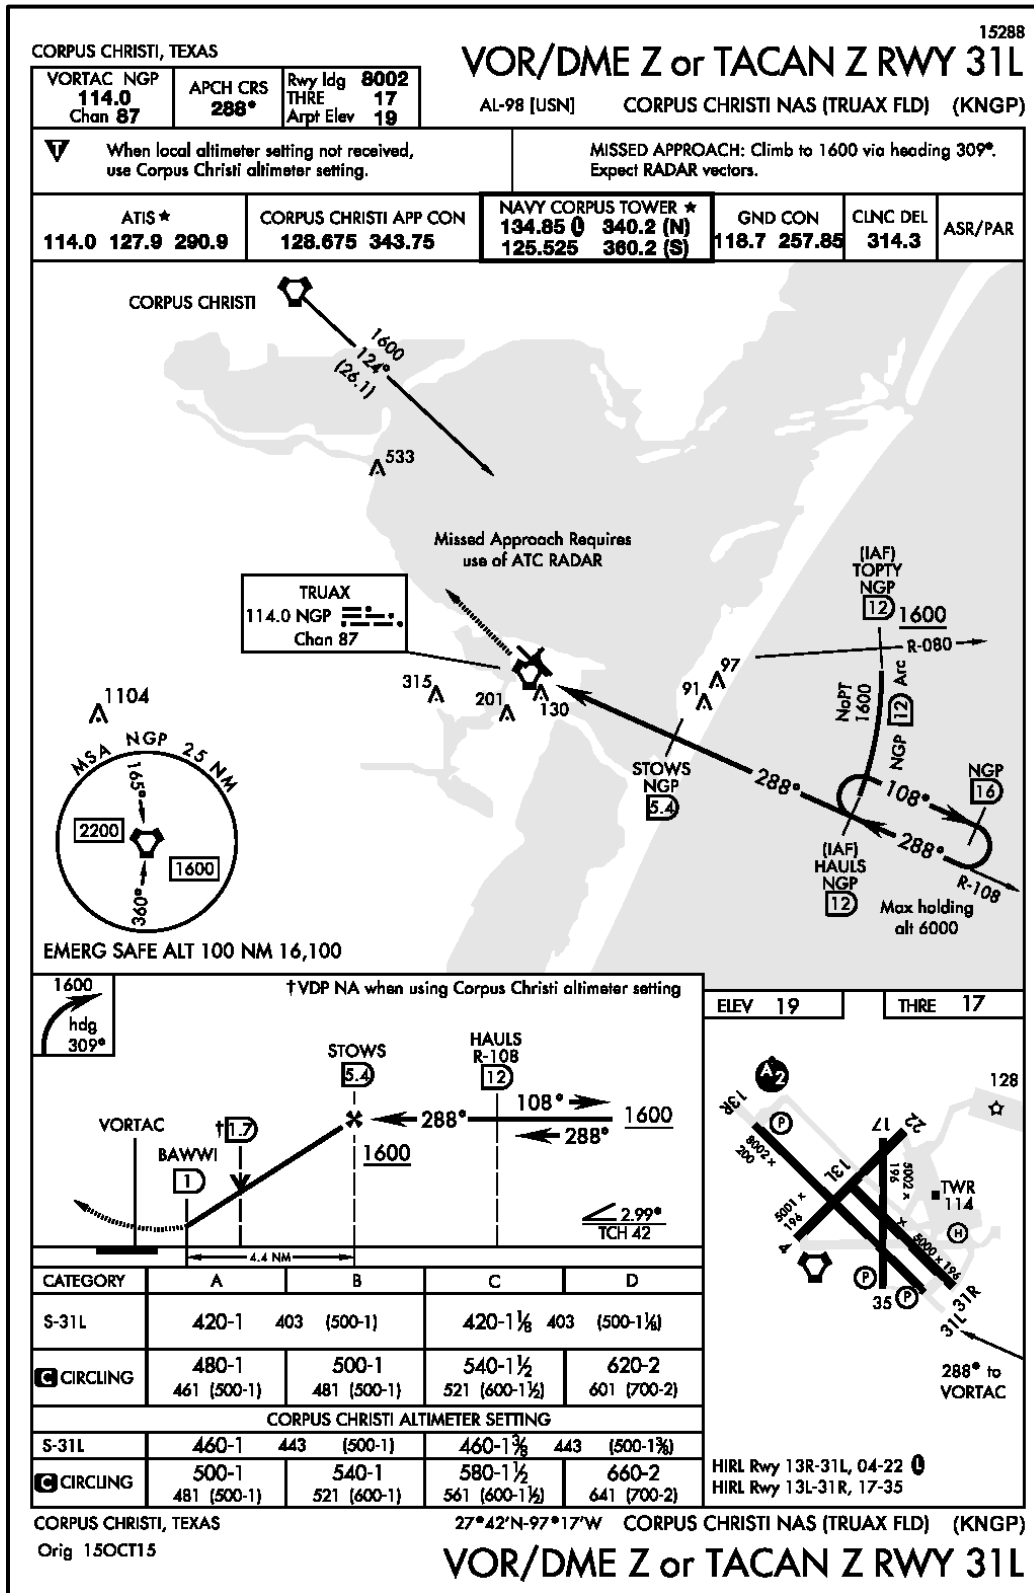 15288
CORPUS CHRISTI, TEXAS
VOR/DME Z or TACAN Z RWY 31L
AL-98 [USN] CORPUS CHRISTI NAS (TRUAX FLD) (KNGP)
VORTAC NGP
114.0
Chan 87
APCH CRS
288°
Rwy ldg 8002
THRE 17
Arpt Elev 19
T
When local altimeter setting not received,
use Corpus Christi altimeter setting.
MISSED APPROACH: Climb to 1600 via heading 309°.
Expect RADAR vectors.
ATIS ★
114.0 127.9 290.9
CORPUS CHRISTI APP CON
128.675 343.75
NAVY CORPUS TOWER ★
134.85 L 340.2 (N)
125.525 360.2 (S)
GND CON
118.7 257.85
CLNC DEL
314.3
ASR/PAR
CORPUS CHRISTI
1600
124°
(26.1)
533
Missed Approach Requires
use of ATC RADAR
TRUAX
114.0 NGP
Chan 87
(IAF)
TOPTY
NGP
12
1600
R-080
NoPT
1600
NGP 12 Arc
97
91
315
201
130
1104
STOWS
NGP
5.4
288°
108°
NGP
16
288°
R-108
(IAF)
HAULS
NGP
12
Max holding
alt 6000
MSA NGP 25 NM
165°
2200
1600
360°
EMERG SAFE ALT 100 NM 16,100
1600
hdg
309°
†VDP NA when using Corpus Christi altimeter setting
VORTAC
BAWWI
1
†1.7
STOWS
5.4
1600
HAULS
R-108
12
288°
108°
288°
1600
2.99°
TCH 42
4.4 NM
ELEV 19
THRE 17
A2
13R
P
8002 x
200
13L
17
22
5002 x
196
128
TWR
114
H
5001 x
196
4
X
5000 x 196
P
35
P
31R
31L
288° to
VORTAC
HIRL Rwy 13R-31L, 04-22 L
HIRL Rwy 13L-31R, 17-35
CATEGORY A B C D
S-31L 420-1 403 (500-1) 420-1⅛ 403 (500-1⅛)
C CIRCLING 480-1 500-1 540-1½ 620-2
461 (500-1) 481 (500-1) 521 (600-1½) 601 (700-2)
CORPUS CHRISTI ALTIMETER SETTING
S-31L 460-1 443 (500-1) 460-1⅜ 443 (500-1⅜)
C CIRCLING 500-1 540-1 580-1½ 660-2
481 (500-1) 521 (600-1) 561 (600-1½) 641 (700-2)
CORPUS CHRISTI, TEXAS
Orig 15OCT15
27°42'N-97°17'W CORPUS CHRISTI NAS (TRUAX FLD) (KNGP)
VOR/DME Z or TACAN Z RWY 31L